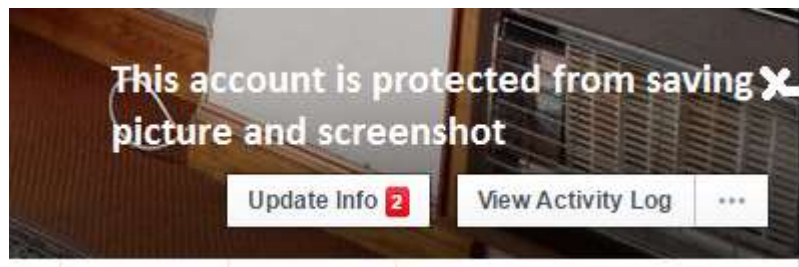 This account is protected from saving
picture and screenshot
Update Info 2
View Activity Log ...